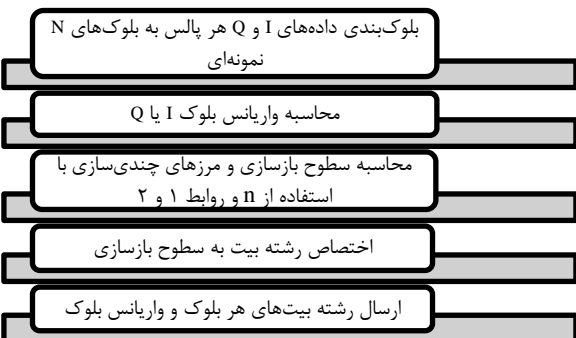 بلوک‌بندی داده‌های I و Q هر پالس به بلوک‌های N
نمونه‌ای
محاسبه واریانس بلوک I یا Q
محاسبه سطوح بازسازی و مرزهای چندی‌سازی با
استفاده از n و روابط ۱ و ۲
اختصاص رشته بیت به سطوح بازسازی
ارسال رشته بیت‌های هر بلوک و واریانس بلوک